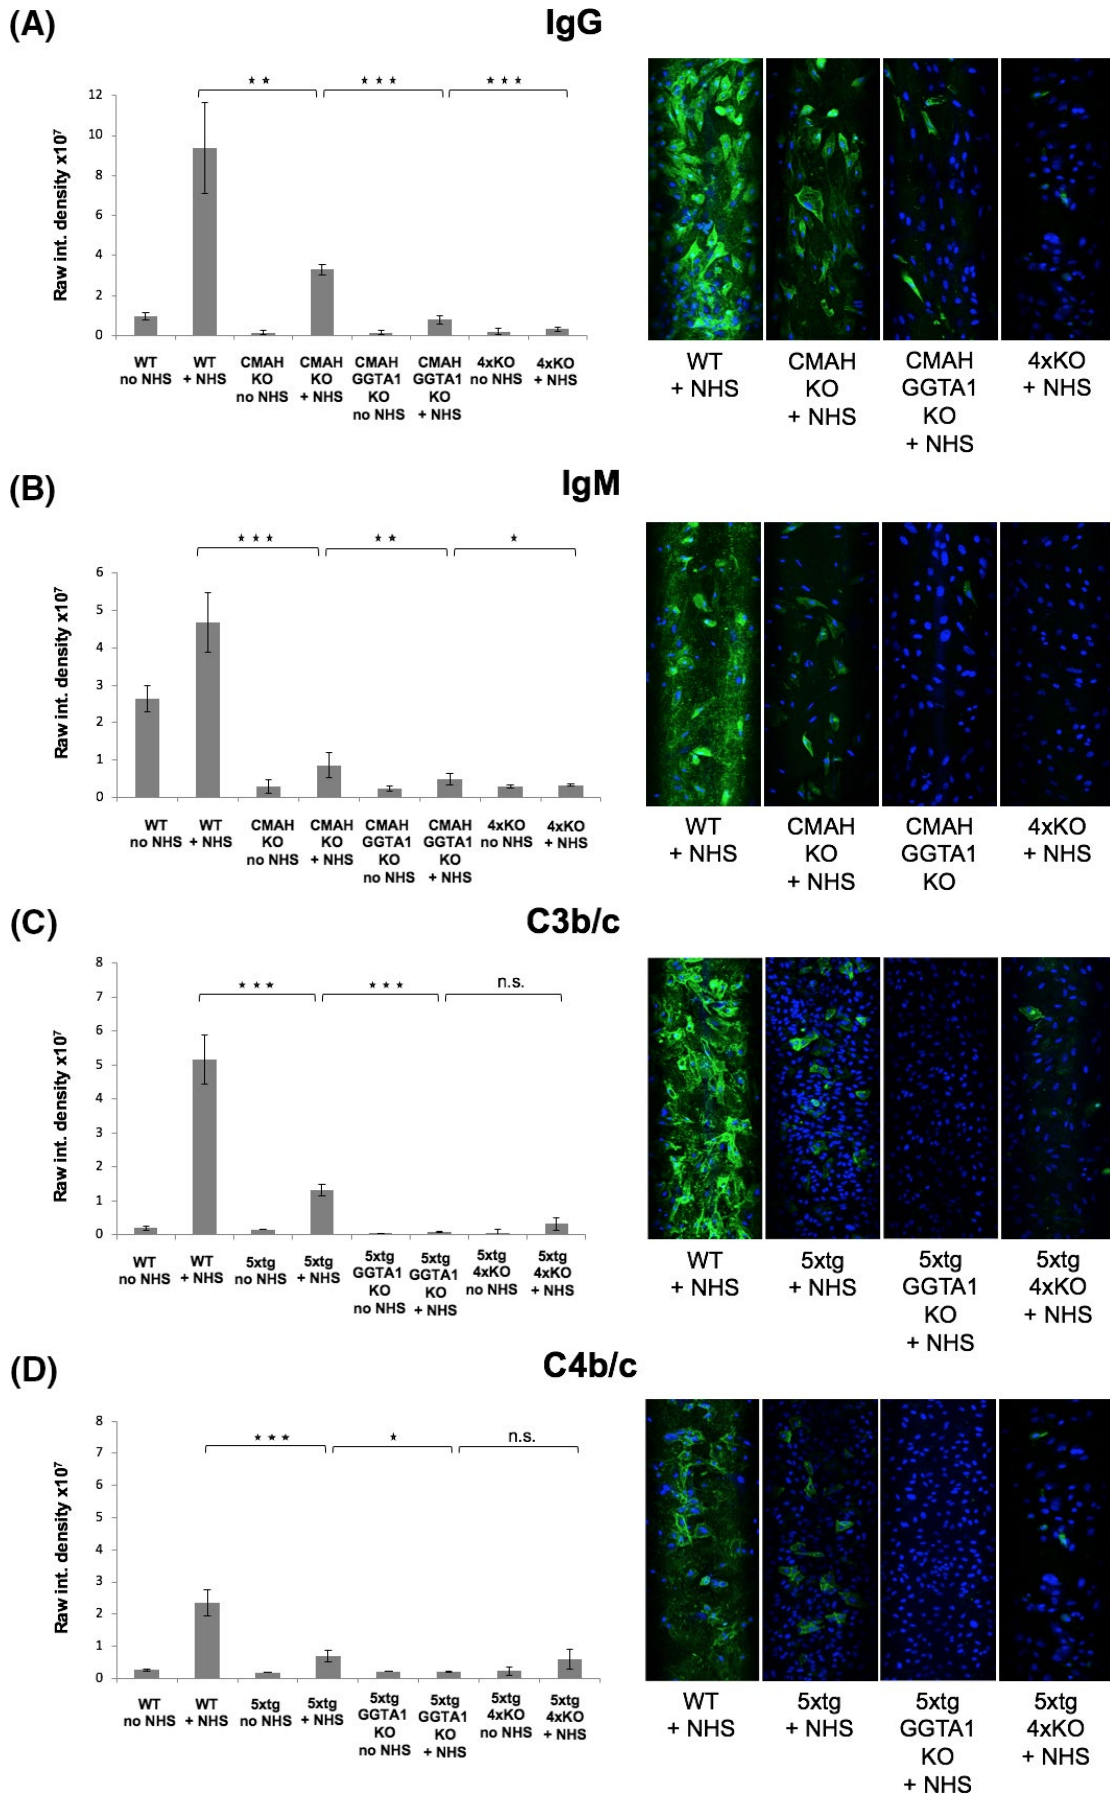 (A)
IgG
Raw int. density x10⁷
12
10
8
6
4
2
0
★ ★
★ ★ ★
★ ★ ★
WT
no NHS
WT
+ NHS
CMAH
KO
no NHS
CMAH
KO
+ NHS
CMAH
GGTA1
KO
no NHS
CMAH
GGTA1
KO
+ NHS
4xKO
no NHS
4xKO
+ NHS
WT
+ NHS
CMAH
KO
+ NHS
CMAH
GGTA1
KO
+ NHS
4xKO
+ NHS
(B)
IgM
Raw int. density x10⁷
6
5
4
3
2
1
0
★ ★ ★
★ ★
★
WT
no NHS
WT
+ NHS
CMAH
KO
no NHS
CMAH
KO
+ NHS
CMAH
GGTA1
KO
no NHS
CMAH
GGTA1
KO
+ NHS
4xKO
no NHS
4xKO
+ NHS
WT
+ NHS
CMAH
KO
+ NHS
CMAH
GGTA1
KO
4xKO
+ NHS
(C)
C3b/c
Raw int. density x10⁷
8
7
6
5
4
3
2
1
0
★ ★ ★
★ ★ ★
n.s.
WT
no NHS
WT
+ NHS
5xtg
no NHS
5xtg
+ NHS
5xtg
GGTA1
KO
no NHS
5xtg
GGTA1
KO
+ NHS
5xtg
4xKO
no NHS
5xtg
4xKO
+ NHS
WT
+ NHS
5xtg
+ NHS
5xtg
GGTA1
KO
+ NHS
5xtg
4xKO
+ NHS
(D)
C4b/c
Raw int. density x10⁷
8
7
6
5
4
3
2
1
0
★ ★ ★
★
n.s.
WT
no NHS
WT
+ NHS
5xtg
no NHS
5xtg
+ NHS
5xtg
GGTA1
KO
no NHS
5xtg
GGTA1
KO
+ NHS
5xtg
4xKO
no NHS
5xtg
4xKO
+ NHS
WT
+ NHS
5xtg
+ NHS
5xtg
GGTA1
KO
+ NHS
5xtg
4xKO
+ NHS